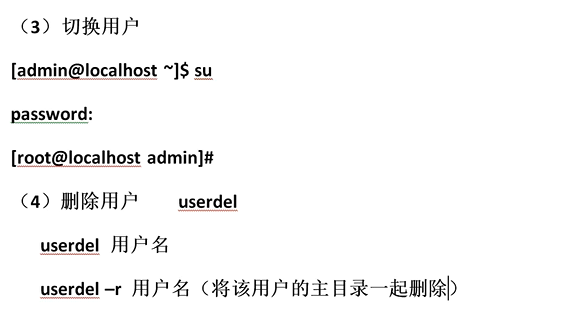 （3）切换用户
[admin@localhost ~]$ su
password:
[root@localhost admin]#
（4）删除用户 userdel
userdel 用户名
userdel –r 用户名（将该用户的主目录一起删除）